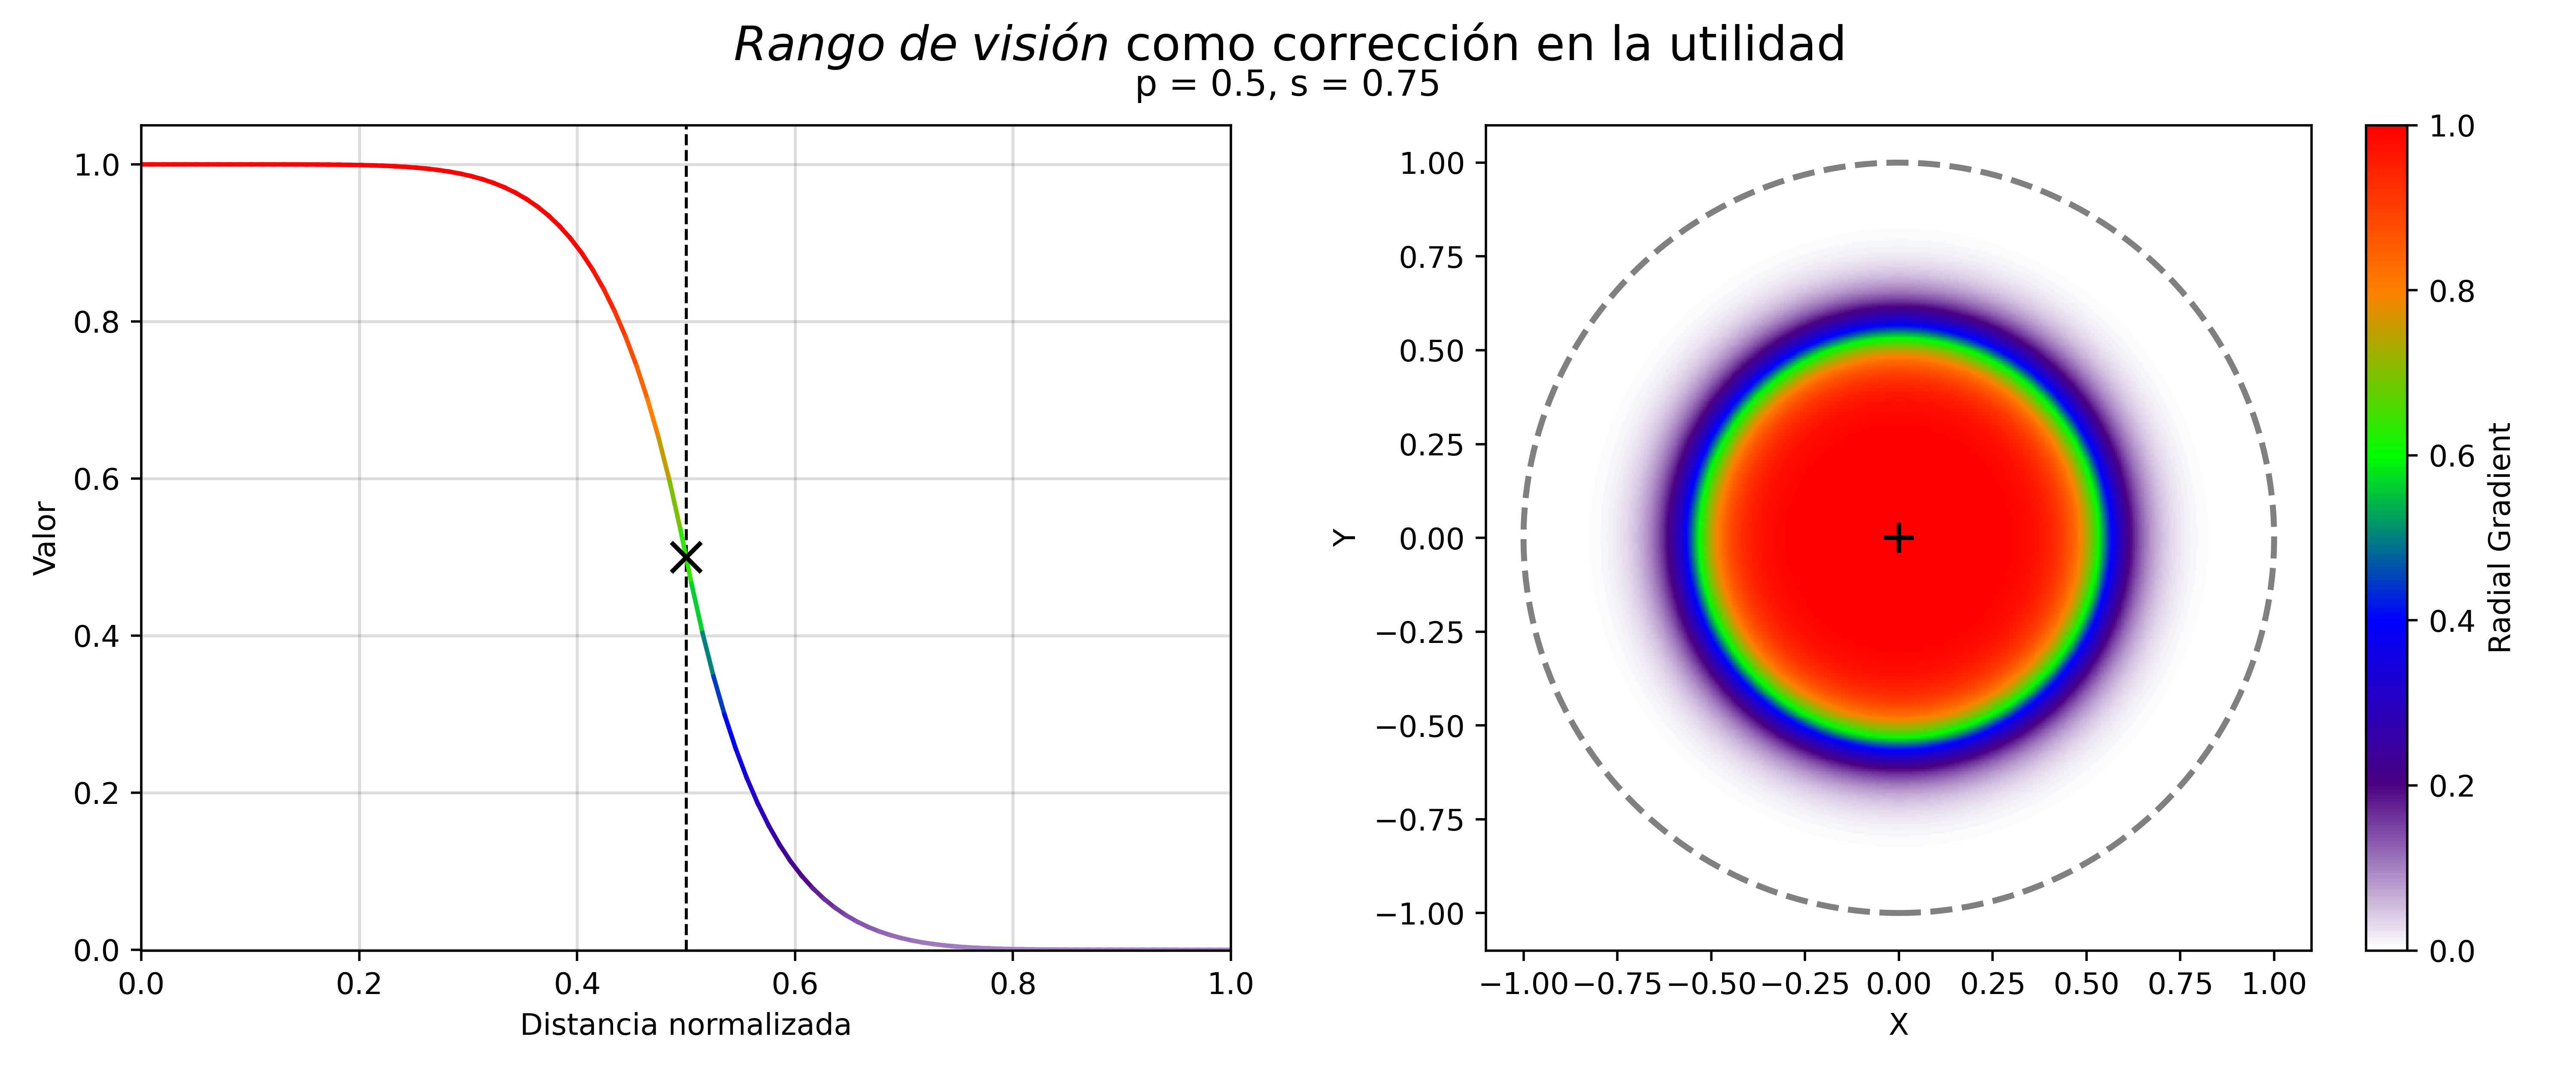 Rango de visión como corrección en la utilidad
p = 0.5, s = 0.75
Valor
1.0
0.8
0.6
0.4
0.2
0.0
0.0 0.2 0.4 0.6 0.8 1.0
Distancia normalizada
Y
1.00
0.75
0.50
0.25
0.00
−0.25
−0.50
−0.75
−1.00
−1.00 −0.75 −0.50 −0.25 0.00 0.25 0.50 0.75 1.00
X
1.0
0.8
0.6
0.4
0.2
0.0
Radial Gradient